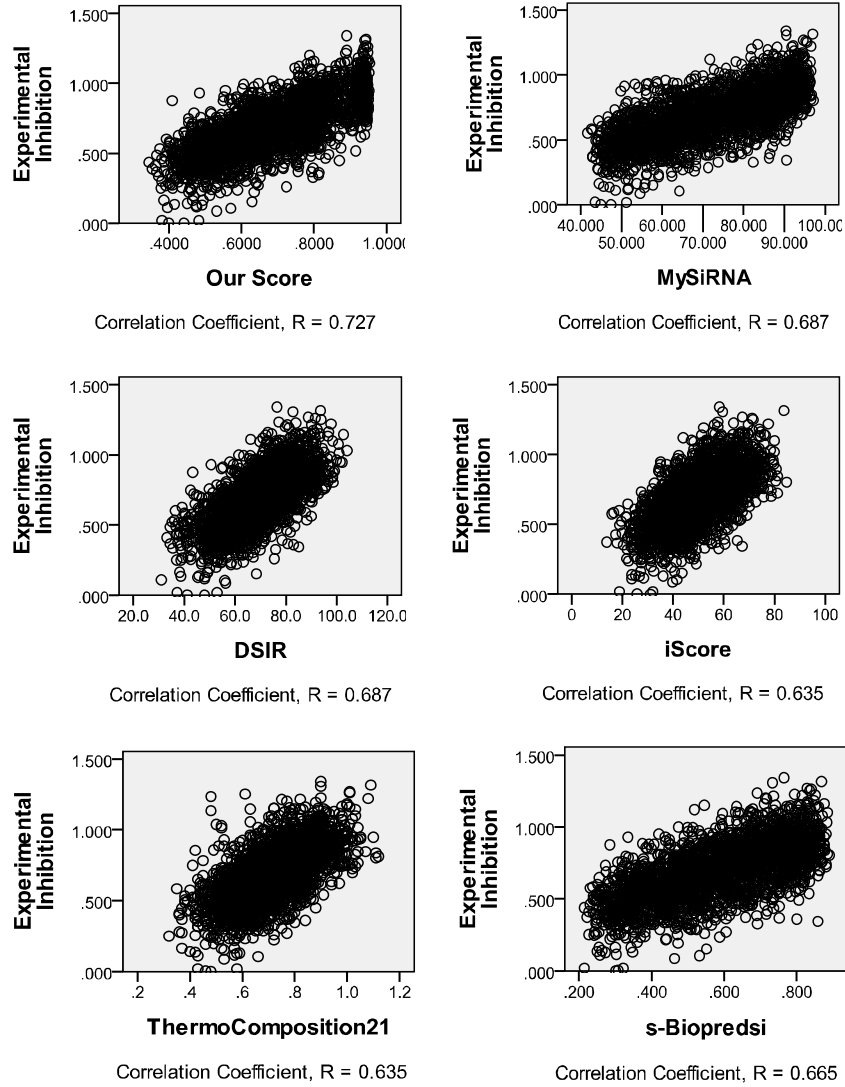 1.500
1.000
.500
.000
Experimental
Inhibition
.4000 .6000 .8000 1.0000
Our Score
Correlation Coefficient, R = 0.727
1.500
1.000
.500
.000
Experimental
Inhibition
40.000 60.000 80.000 100.00
50.000 70.000 90.000
MySiRNA
Correlation Coefficient, R = 0.687
1.500
1.000
.500
.000
Experimental
Inhibition
20.0 40.0 60.0 80.0 100.0 120.0
DSIR
Correlation Coefficient, R = 0.687
1.500
1.000
.500
.000
Experimental
Inhibition
0 20 40 60 80 100
iScore
Correlation Coefficient, R = 0.635
1.500
1.000
.500
.000
Experimental
Inhibition
.2 .4 .6 .8 1.0 1.2
ThermoComposition21
Correlation Coefficient, R = 0.635
1.500
1.000
.500
.000
Experimental
Inhibition
.200 .400 .600 .800
s-Biopredsi
Correlation Coefficient, R = 0.665